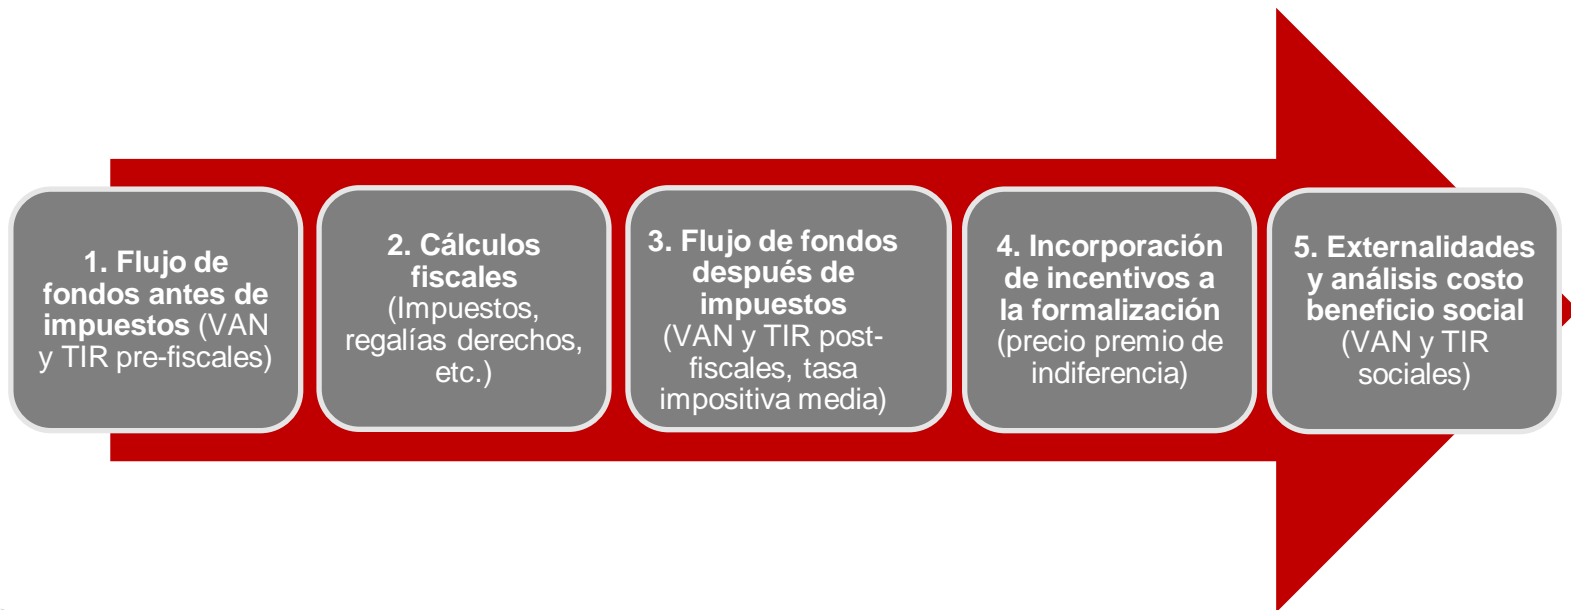 1. Flujo de
fondos antes de
impuestos (VAN
y TIR pre-fiscales)
2. Cálculos
fiscales
(Impuestos,
regalías derechos,
etc.)
3. Flujo de fondos
después de
impuestos
(VAN y TIR post-
fiscales, tasa
impositiva media)
4. Incorporación
de incentivos a
la formalización
(precio premio de
indiferencia)
5. Externalidades
y análisis costo
beneficio social
(VAN y TIR
sociales)